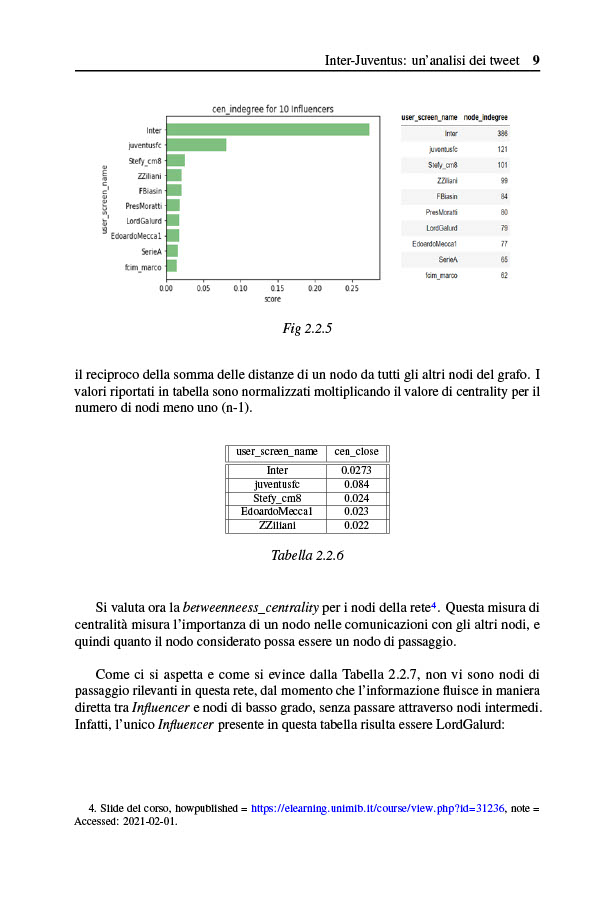 Inter-Juventus: un'analisi dei tweet 9
cen_indegree for 10 Influencers
user_screen_name
Inter
juventusfc
Stefy_cm8
ZZiliani
FBiasin
PresMoratti
LordGalurd
EdoardoMecca1
SerieA
fcim_marco
0.00 0.05 0.10 0.15 0.20 0.25
score
user_screen_name node_indegree
Inter 386
juventusfc 121
Stefy_cm8 101
ZZiliani 99
FBiasin 84
PresMoratti 80
LordGalurd 79
EdoardoMecca1 77
SerieA 65
fcim_marco 62
Fig 2.2.5
il reciproco della somma delle distanze di un nodo da tutti gli altri nodi del grafo. I
valori riportati in tabella sono normalizzati moltiplicando il valore di centrality per il
numero di nodi meno uno (n-1).
user_screen_name cen_close
Inter 0.0273
juventusfc 0.084
Stefy_cm8 0.024
EdoardoMecca1 0.023
ZZiliani 0.022
Tabella 2.2.6
Si valuta ora la betweenneess_centrality per i nodi della rete4. Questa misura di
centralità misura l'importanza di un nodo nelle comunicazioni con gli altri nodi, e
quindi quanto il nodo considerato possa essere un nodo di passaggio.
Come ci si aspetta e come si evince dalla Tabella 2.2.7, non vi sono nodi di
passaggio rilevanti in questa rete, dal momento che l'informazione fluisce in maniera
diretta tra Influencer e nodi di basso grado, senza passare attraverso nodi intermedi.
Infatti, l'unico Influencer presente in questa tabella risulta essere LordGalurd:
4. Slide del corso, howpublished = https://elearning.unimib.it/course/view.php?id=31236, note =
Accessed: 2021-02-01.